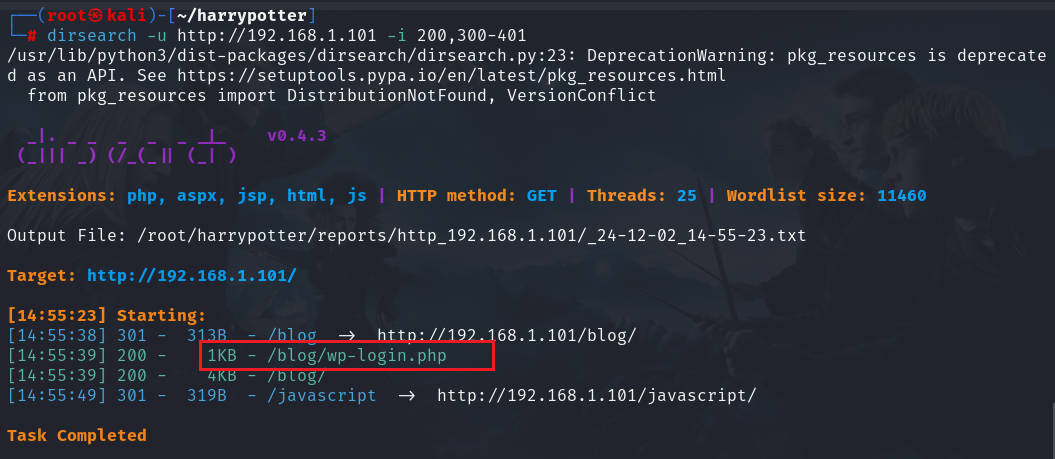 ┌──(root㉿kali)-[~/harrypotter]
└─# dirsearch -u http://192.168.1.101 -i 200,300-401
/usr/lib/python3/dist-packages/dirsearch/dirsearch.py:23: DeprecationWarning: pkg_resources is deprecate
d as an API. See https://setuptools.pypa.io/en/latest/pkg_resources.html
  from pkg_resources import DistributionNotFound, VersionConflict
  _|. _ _  _  _  _ _|_    v0.4.3
 (_||| _) (/_(_|| (_| )
Extensions: php, aspx, jsp, html, js | HTTP method: GET | Threads: 25 | Wordlist size: 11460
Output File: /root/harrypotter/reports/http_192.168.1.101/_24-12-02_14-55-23.txt
Target: http://192.168.1.101/
[14:55:23] Starting:
[14:55:38] 301 -  313B  - /blog  ->  http://192.168.1.101/blog/
[14:55:39] 200 -    1KB - /blog/wp-login.php
[14:55:39] 200 -    4KB - /blog/
[14:55:49] 301 -  319B  - /javascript  ->  http://192.168.1.101/javascript/
Task Completed